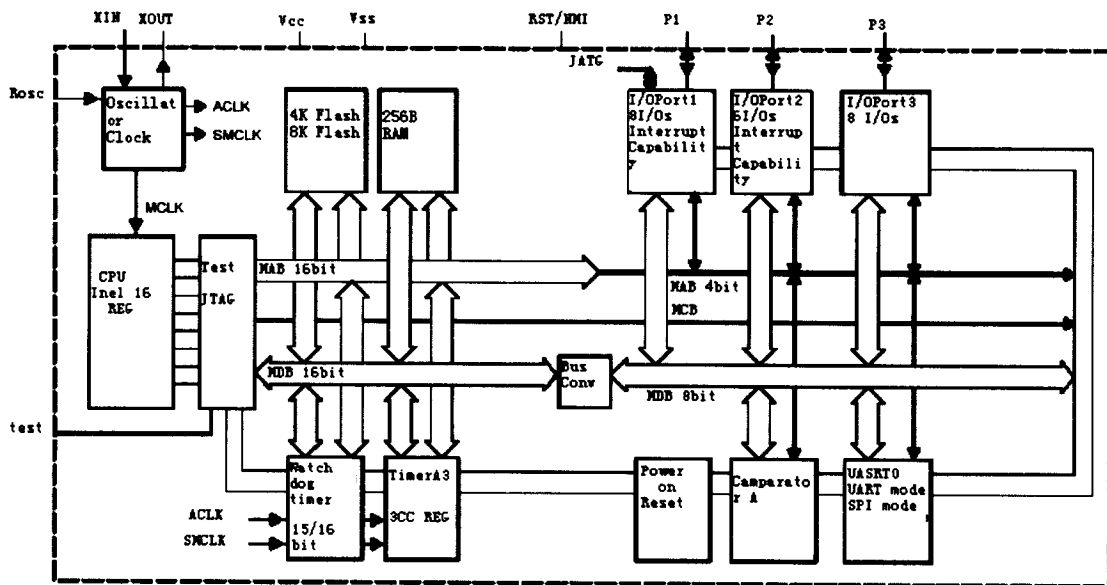 XIN XOUT Vcc Vss RST/NMI P1 P2 P3
JATG
Rosc
Oscillat
or
Clock
ACLK
SMCLK
4K Flash
8K Flash
256B
RAM
I/OPort1
8I/Os
Interrupt
Capabilit
y
I/OPort2
6I/Os
Interrup
t
Capabili
ty
I/OPort3
8 I/Os
MCLK
CPU
Inel 16
REG
Test
JTAG
MAB 16bit
MAB 4bit
MCB
MDB 16bit
Bus
Conv
MDB 8bit
test
Watch
dog
timer
15/16
bit
TimerA3
3CC REG
Power
on
Reset
Camparato
r A
UASRT0
UART mode
SPI mode
ACLK
SMCLK